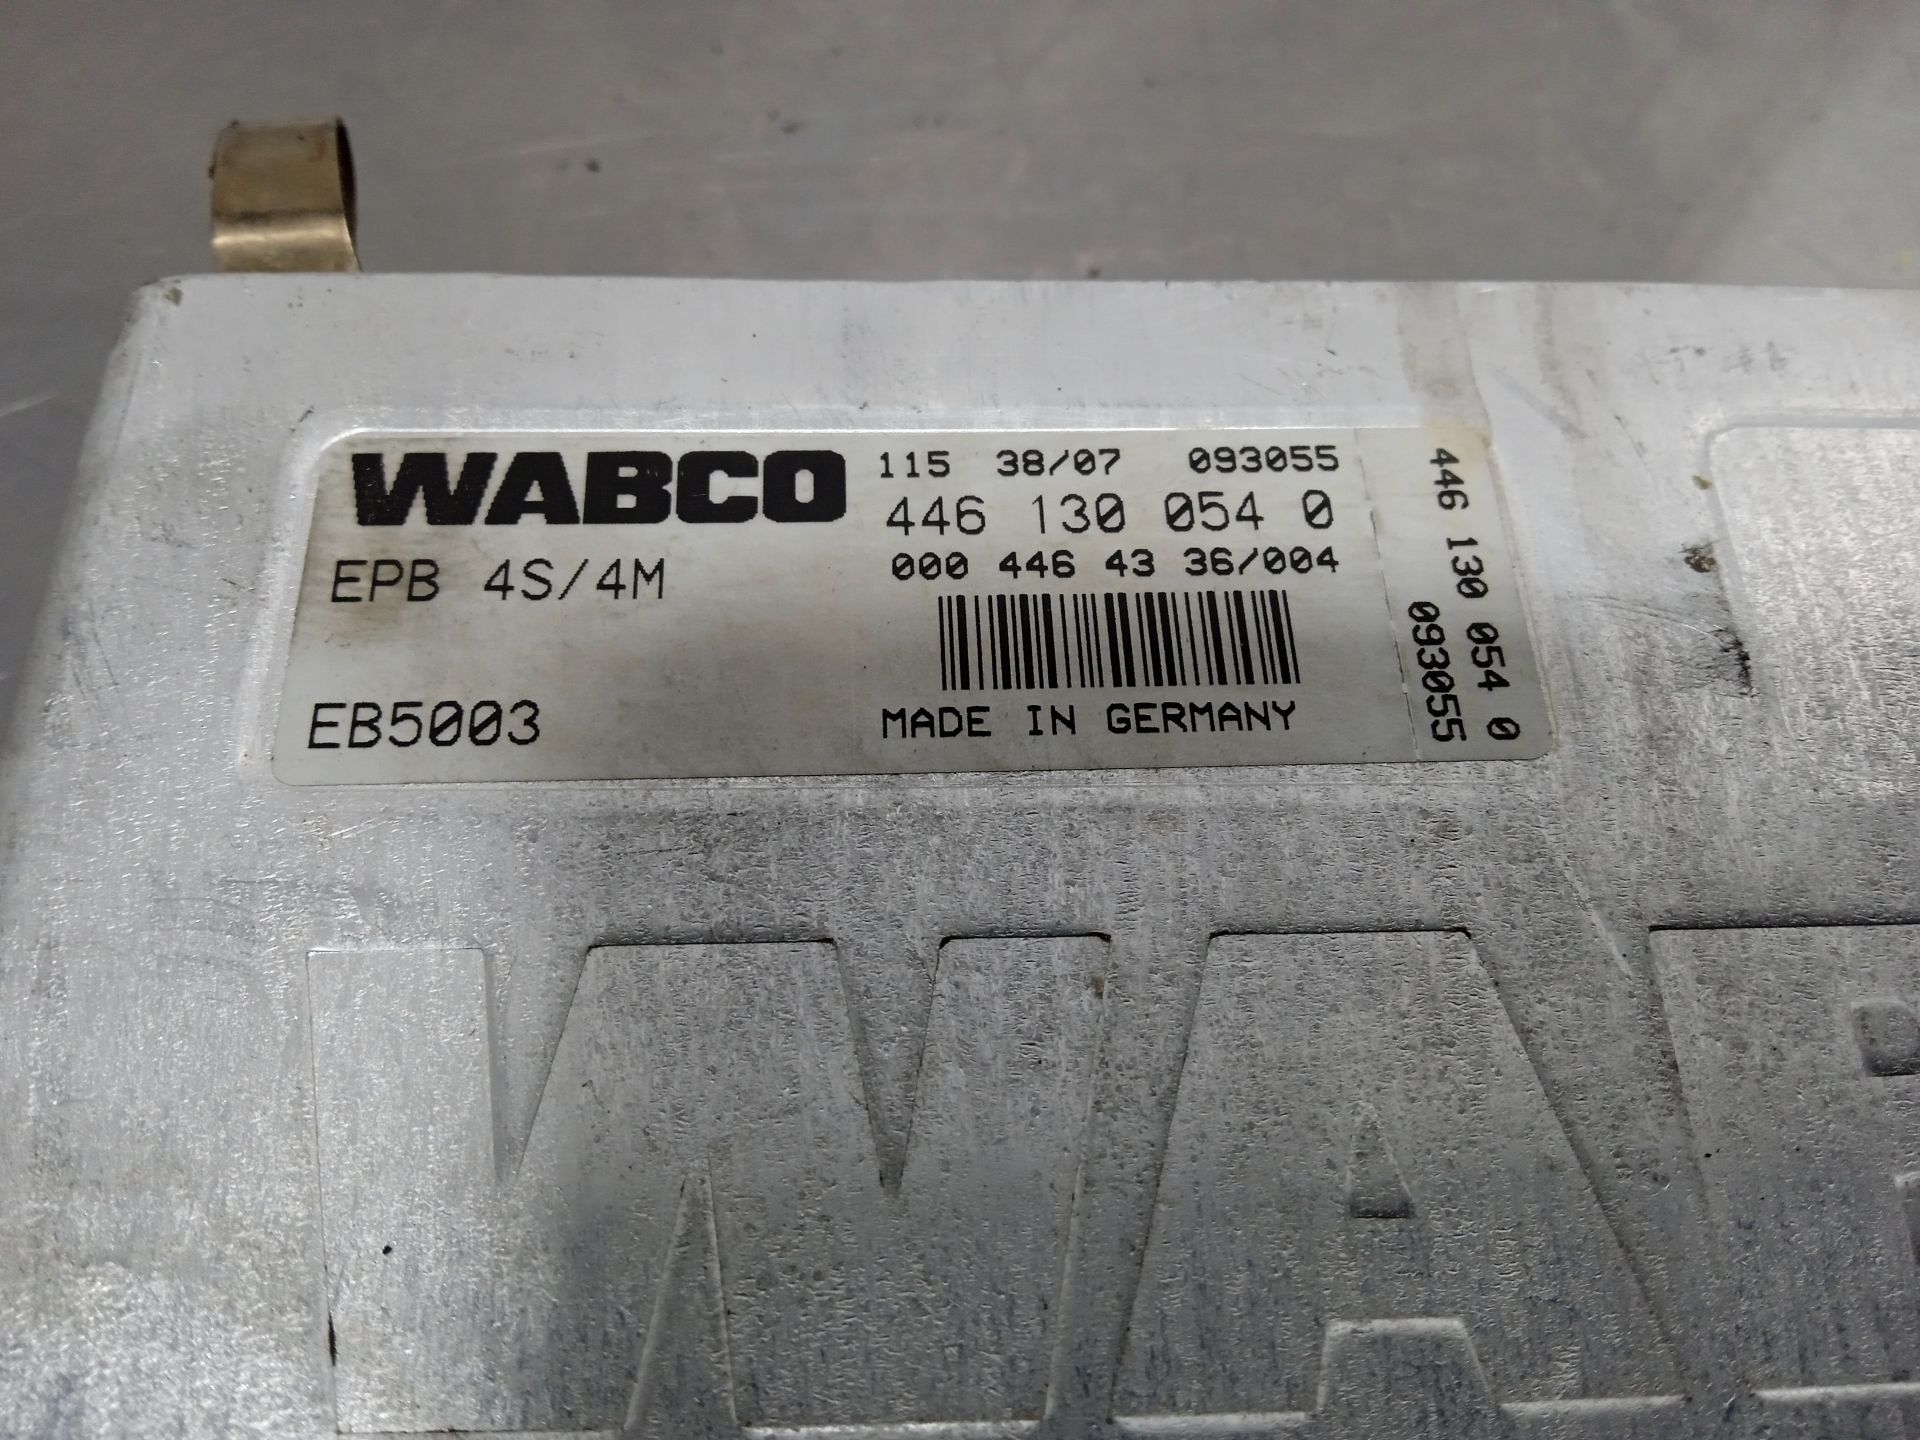 WABCO
115 38/07 093055
446 130 054 0
000 446 43 36/004
EPB 4S/4M
EB5003
MADE IN GERMANY
446 130 054 0
093055
WAB